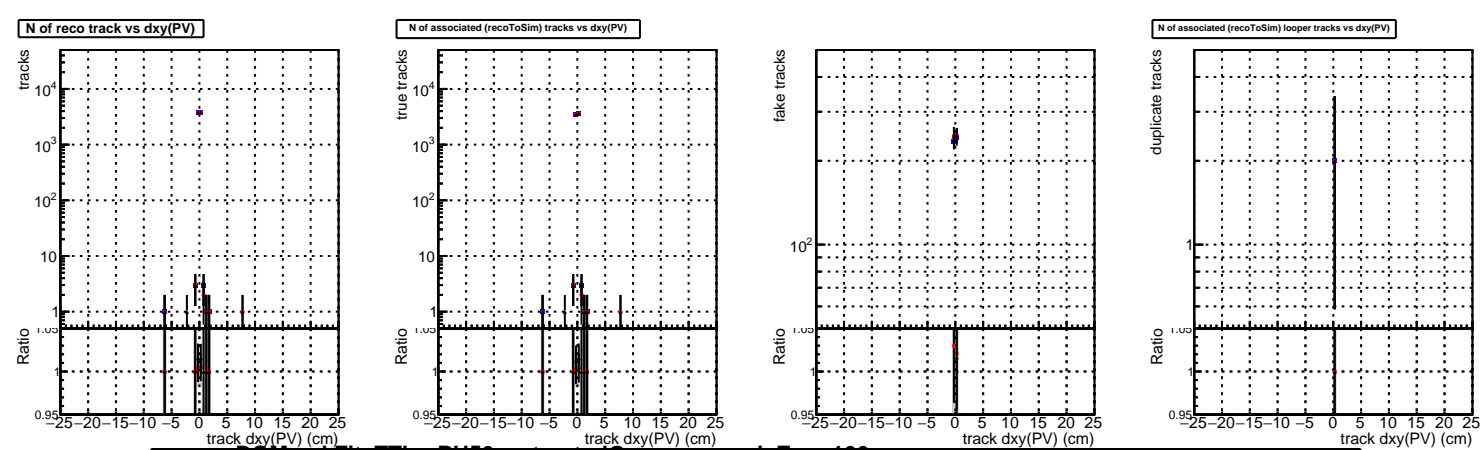 N of reco track vs dxy(PV)
tracks
10⁴
10³
10²
10
1
1.05
Ratio
1
0.95
−25 −20 −15 −10 −5 0 5 10 15 20 25
track dxy(PV) (cm)
N of associated (recoToSim) tracks vs dxy(PV)
true tracks
10⁴
10³
10²
10
1
1.05
Ratio
1
0.95
−25 −20 −15 −10 −5 0 5 10 15 20 25
track dxy(PV) (cm)
fake tracks
10²
1.05
Ratio
1
0.95
−25 −20 −15 −10 −5 0 5 10 15 20 25
track dxy(PV) (cm)
N of associated (recoToSim) looper tracks vs dxy(PV)
duplicate tracks
1
1.05
Ratio
1
0.95
−25 −20 −15 −10 −5 0 5 10 15 20 25
track dxy(PV) (cm)